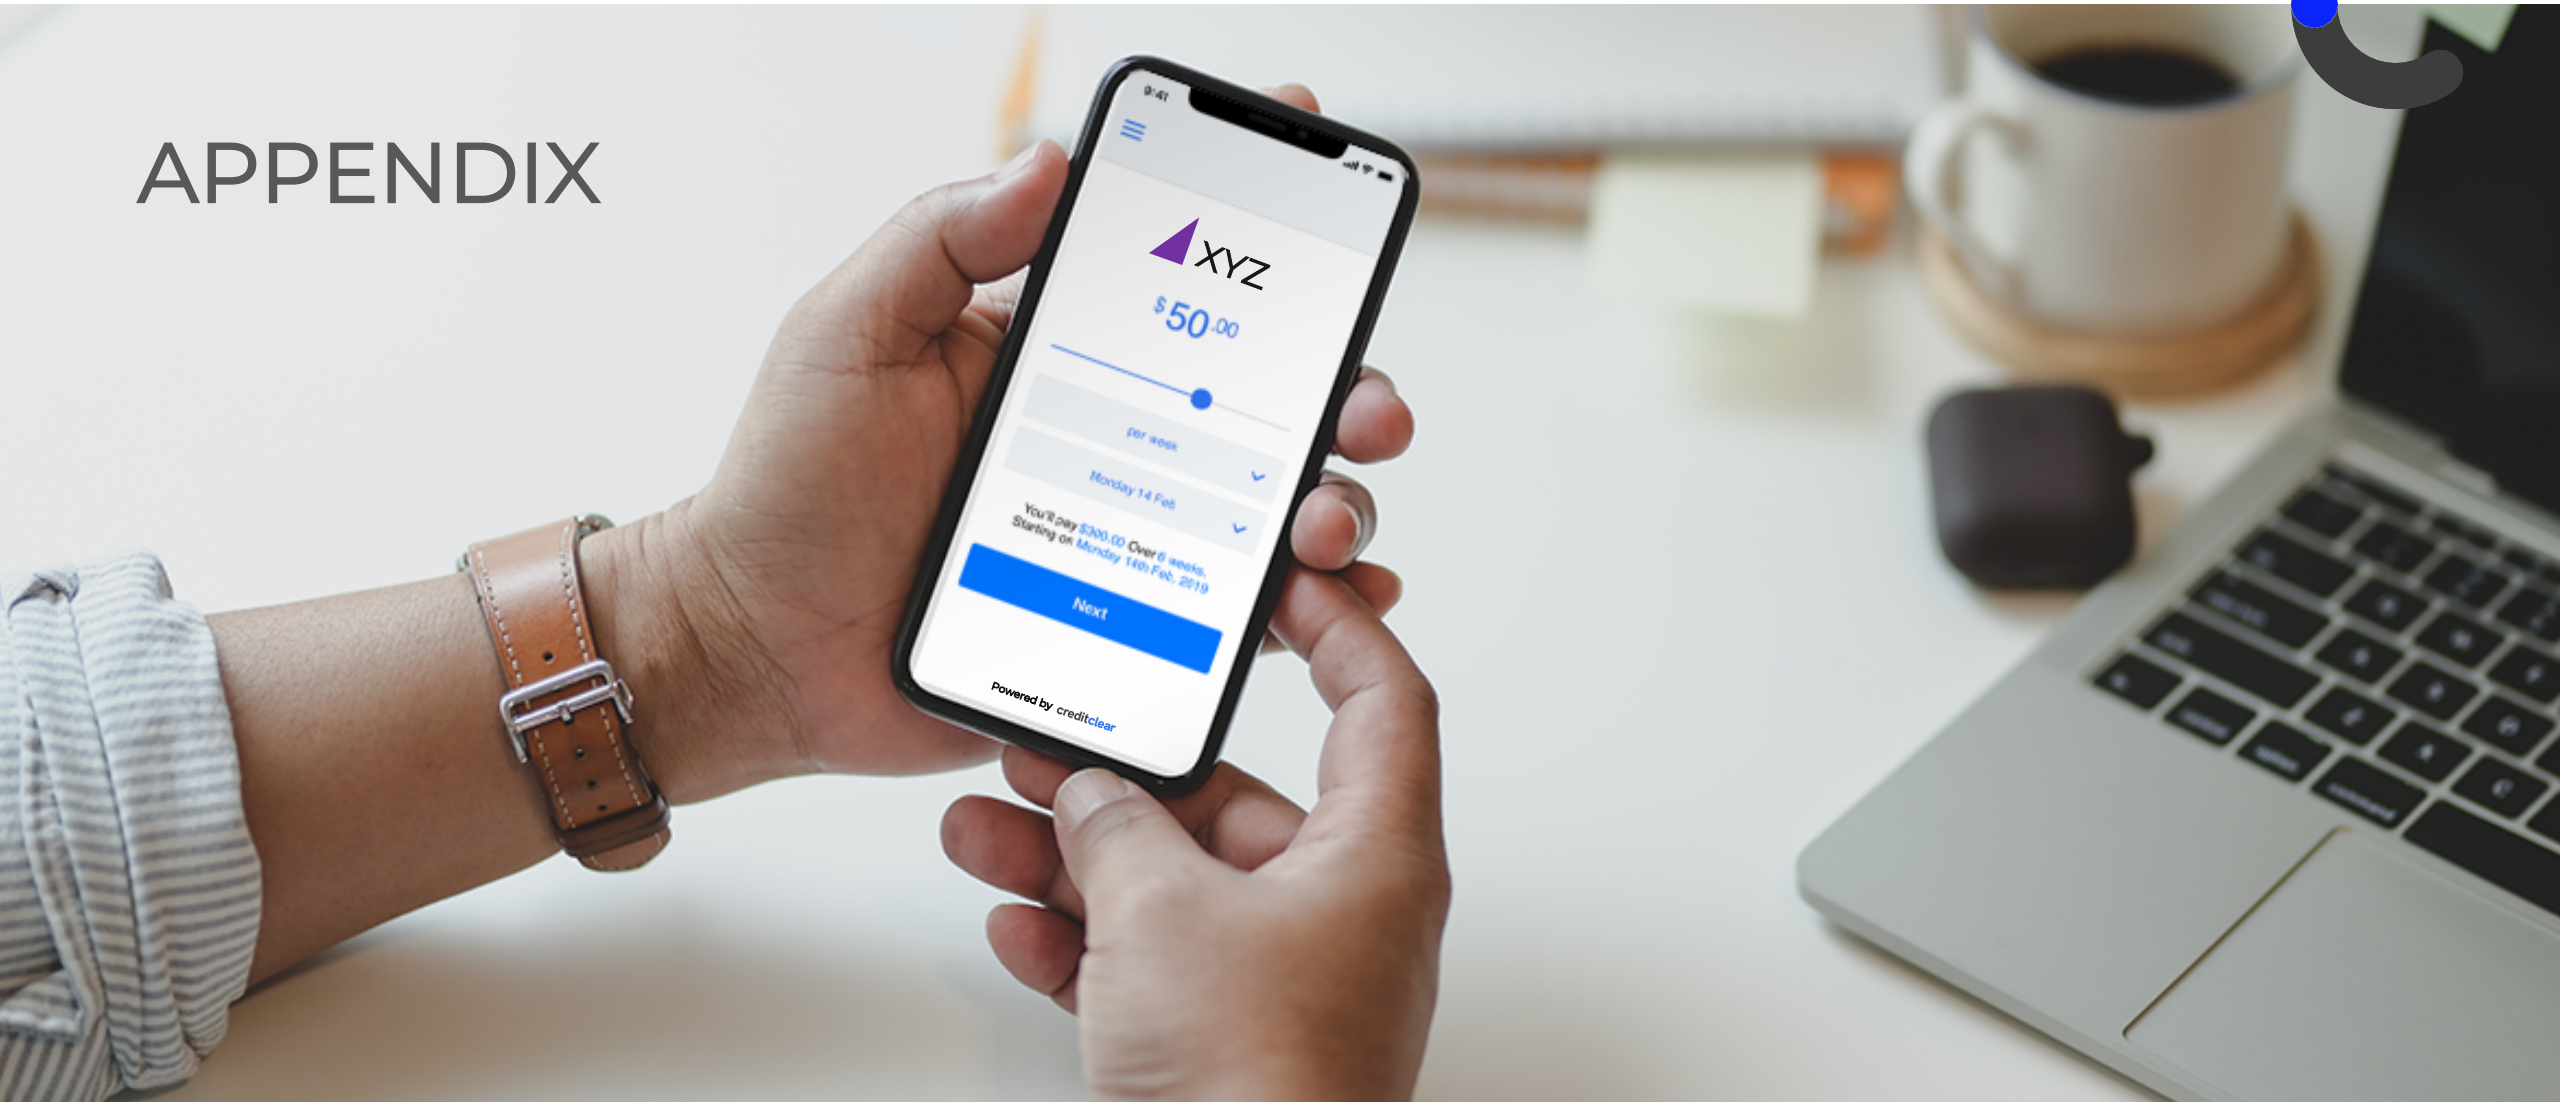 APPENDIX
9:41
XYZ
$50.00
per week
Monday 14 Feb
You'll pay $300.00 Over 6 weeks,
Starting on Monday 14th Feb, 2019
Next
Powered by creditclear
command